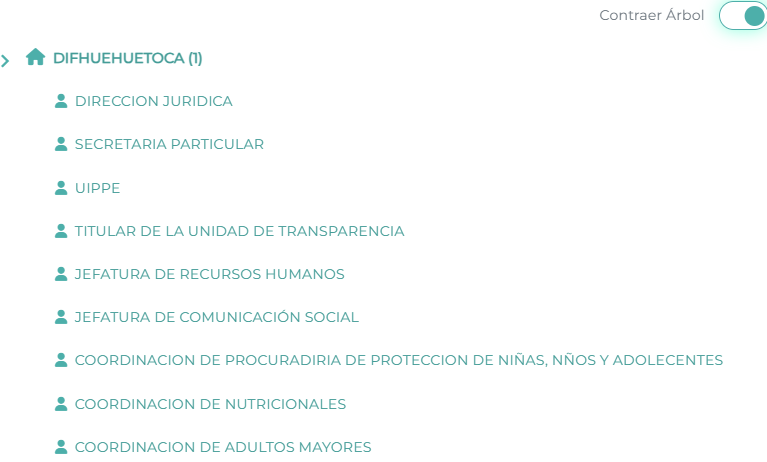 Contraer Árbol
DIFHUEHUETOCA (1)
DIRECCION JURIDICA
SECRETARIA PARTICULAR
UIPPE
TITULAR DE LA UNIDAD DE TRANSPARENCIA
JEFATURA DE RECURSOS HUMANOS
JEFATURA DE COMUNICACIÓN SOCIAL
COORDINACION DE PROCURADIRIA DE PROTECCION DE NIÑAS, NÑOS Y ADOLECENTES
COORDINACION DE NUTRICIONALES
COORDINACION DE ADULTOS MAYORES